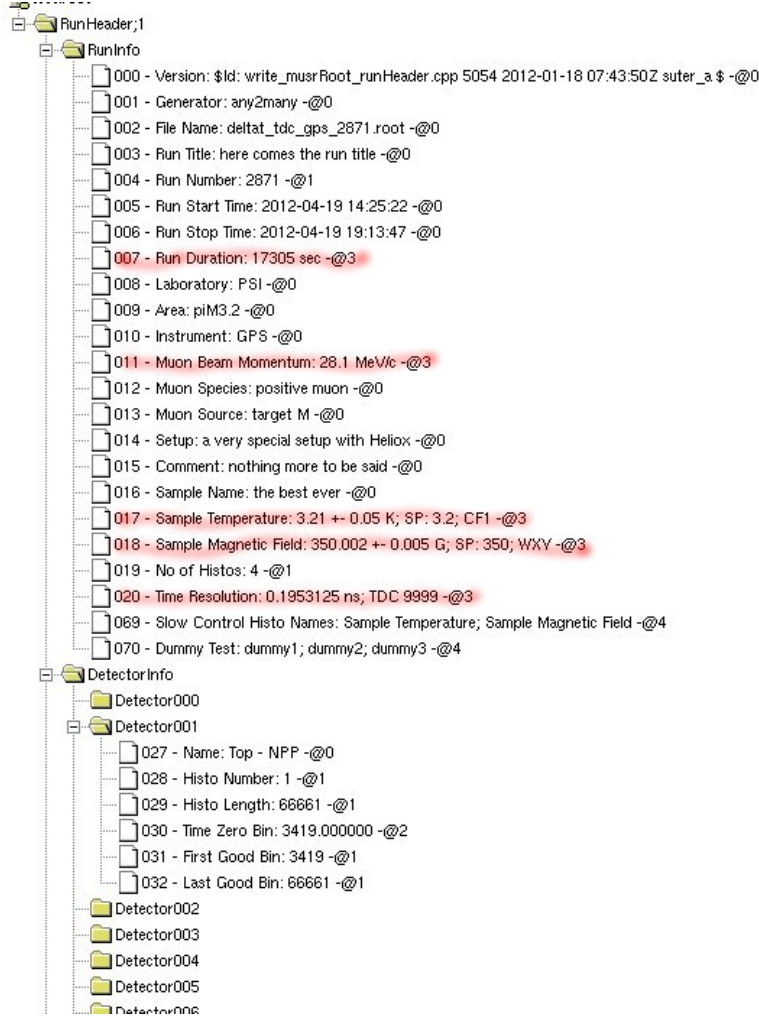 RunHeader;1
RunInfo
000 - Version: $Id: write_musrRoot_runHeader.cpp 5054 2012-01-18 07:43:50Z suter_a $ -@0
001 - Generator: any2many -@0
002 - File Name: deltat_tdc_gps_2871.root -@0
003 - Run Title: here comes the run title -@0
004 - Run Number: 2871 -@1
005 - Run Start Time: 2012-04-19 14:25:22 -@0
006 - Run Stop Time: 2012-04-19 19:13:47 -@0
007 - Run Duration: 17305 sec -@3
008 - Laboratory: PSI -@0
009 - Area: piM3.2 -@0
010 - Instrument: GPS -@0
011 - Muon Beam Momentum: 28.1 MeV/c -@3
012 - Muon Species: positive muon -@0
013 - Muon Source: target M -@0
014 - Setup: a very special setup with Heliox -@0
015 - Comment: nothing more to be said -@0
016 - Sample Name: the best ever -@0
017 - Sample Temperature: 3.21 +- 0.05 K; SP: 3.2; CF1 -@3
018 - Sample Magnetic Field: 350.002 +- 0.005 G; SP: 350; WXY -@3
019 - No of Histos: 4 -@1
020 - Time Resolution: 0.1953125 ns; TDC 9999 -@3
069 - Slow Control Histo Names: Sample Temperature; Sample Magnetic Field -@4
070 - Dummy Test: dummy1; dummy2; dummy3 -@4
DetectorInfo
Detector000
Detector001
027 - Name: Top - NPP -@0
028 - Histo Number: 1 -@1
029 - Histo Length: 66661 -@1
030 - Time Zero Bin: 3419.000000 -@2
031 - First Good Bin: 3419 -@1
032 - Last Good Bin: 66661 -@1
Detector002
Detector003
Detector004
Detector005
Detector006